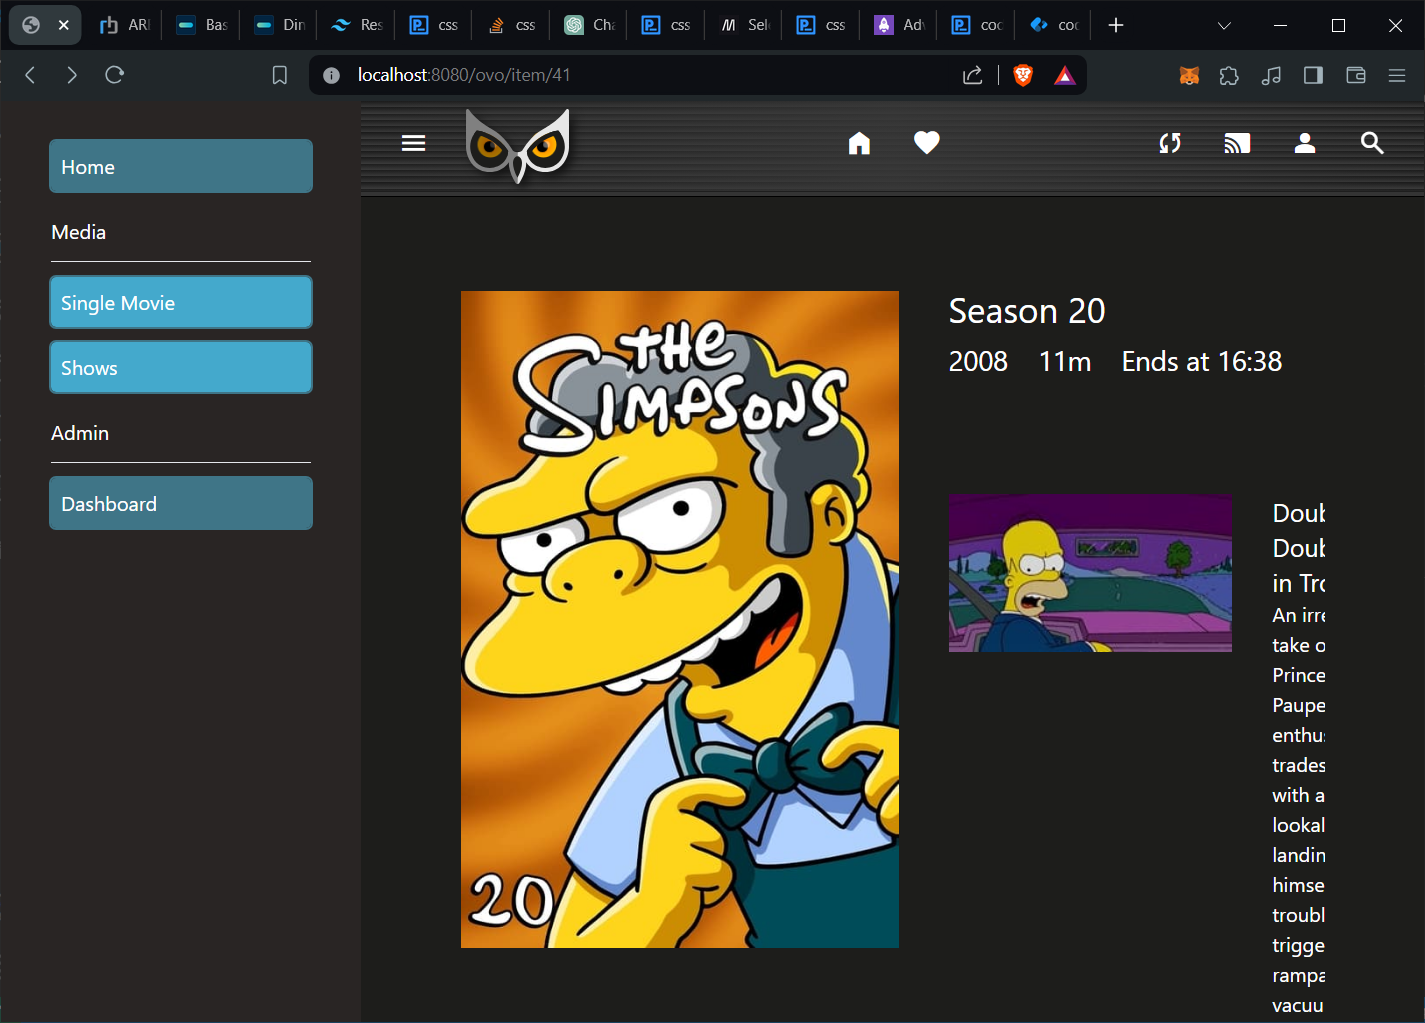 ARI
Bas
Din
Res
css
css
Cha
css
Sele
css
Adv
coc
coc
localhost:8080/ovo/item/41
Home
Media
Single Movie
Shows
Admin
Dashboard
THE
SIMPSONS
20
Season 20
2008 11m Ends at 16:38
Doub
Doub
in Tro
An irre
take o
Prince
Paupe
enthu
trades
with a
lookal
landin
himse
troubl
trigge
rampa
vacuu